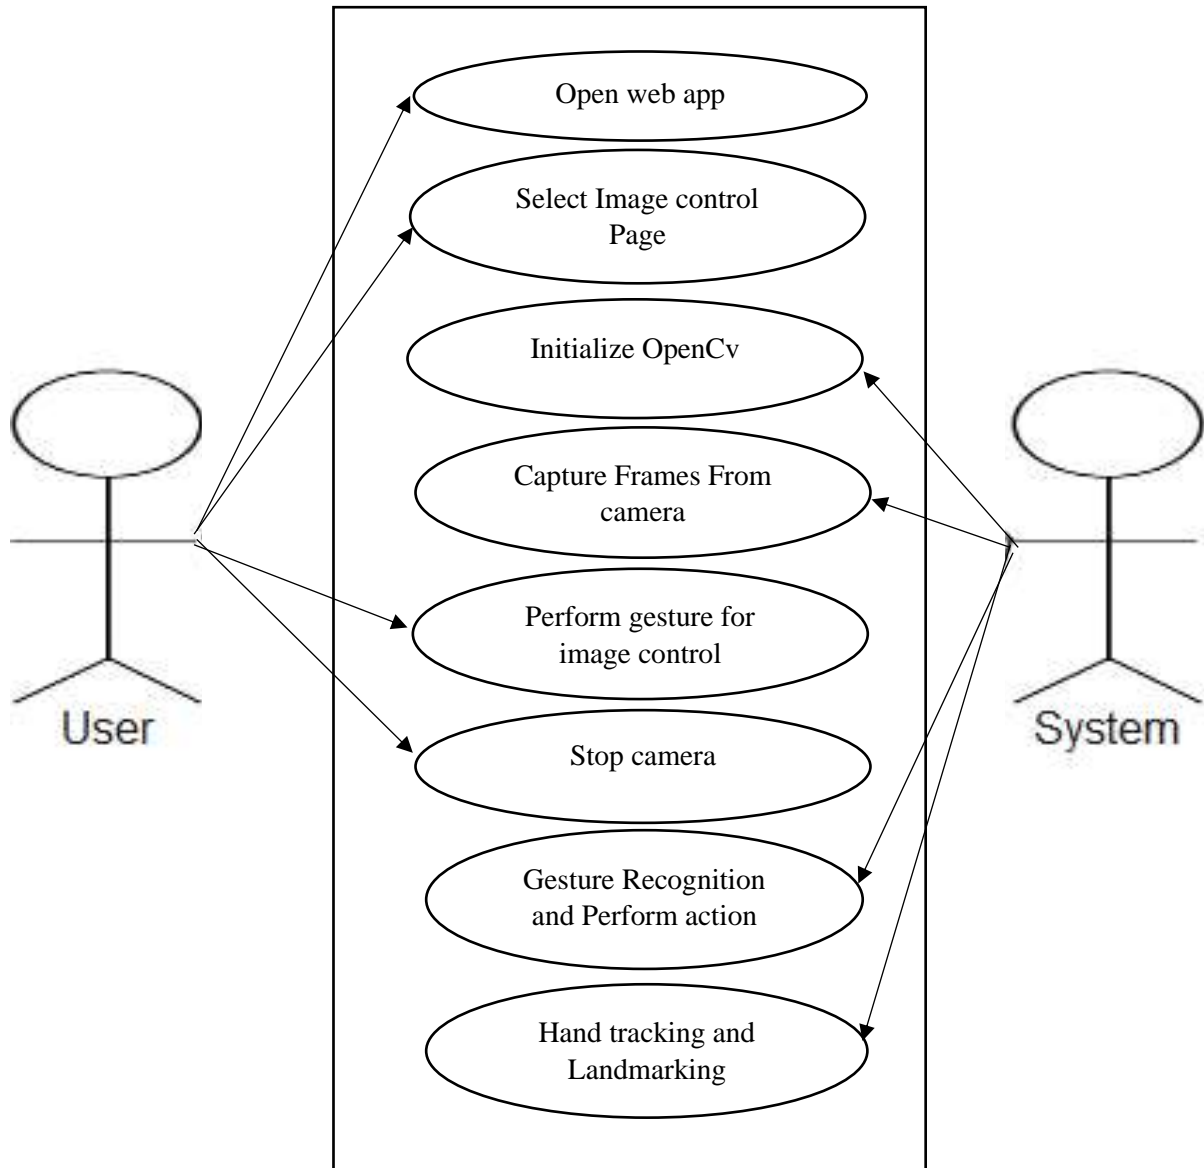 Open web app
Select Image control
Page
Initialize OpenCv
Capture Frames From
camera
Perform gesture for
image control
User
System
Stop camera
Gesture Recognition
and Perform action
Hand tracking and
Landmarking